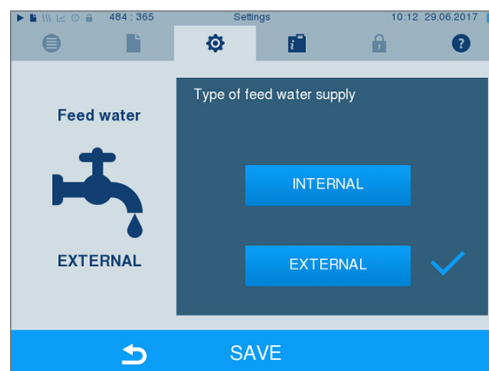 484 : 365 Settings 10:12 29.06.2017
Type of feed water supply
Feed water
INTERNAL
EXTERNAL
EXTERNAL
SAVE